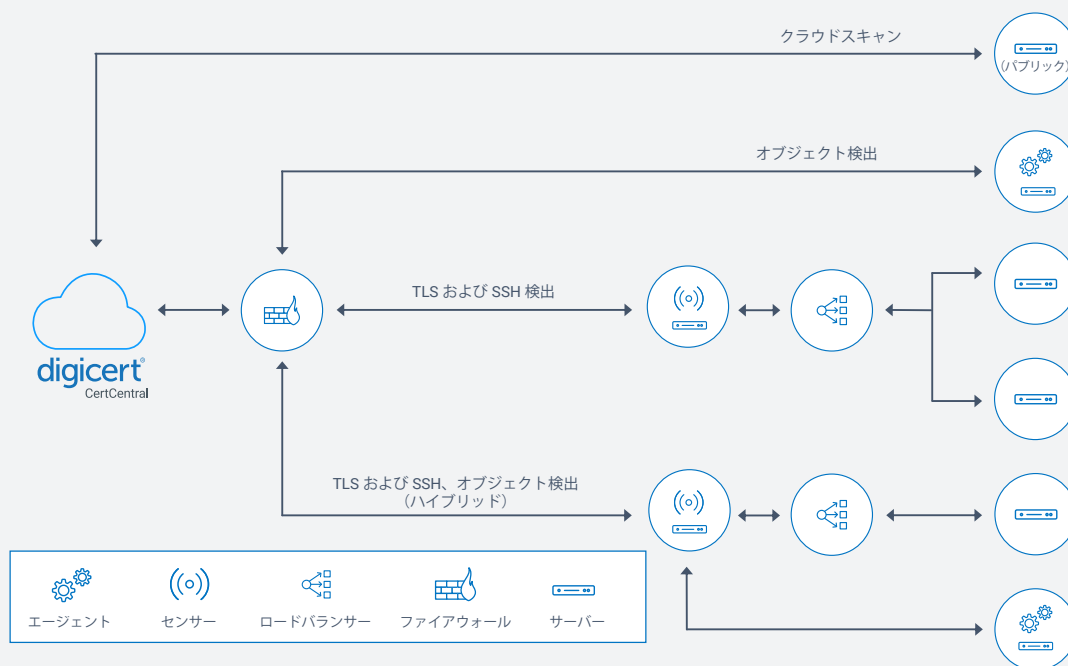 クラウドスキャン
(パブリック)
オブジェクト検出
TLS および SSH 検出
digicert®
CertCentral
TLS および SSH、オブジェクト検出
（ハイブリッド）
エージェント
センサー
ロードバランサー
ファイアウォール
サーバー